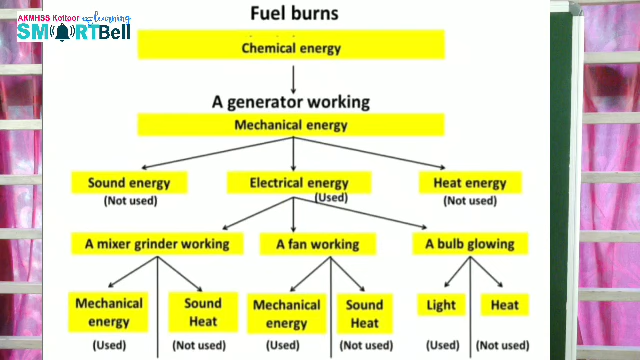 AKMHSS Kottoor e-learning
SMARTBell
Fuel burns
Chemical energy
A generator working
Mechanical energy
Sound energy
(Not used)
Electrical energy
(Used)
Heat energy
(Not used)
A mixer grinder working
A fan working
A bulb glowing
Mechanical
energy
(Used)
Sound
Heat
(Not used)
Mechanical
energy
(Used)
Sound
Heat
(Not used)
Light
(Used)
Heat
(Not used)